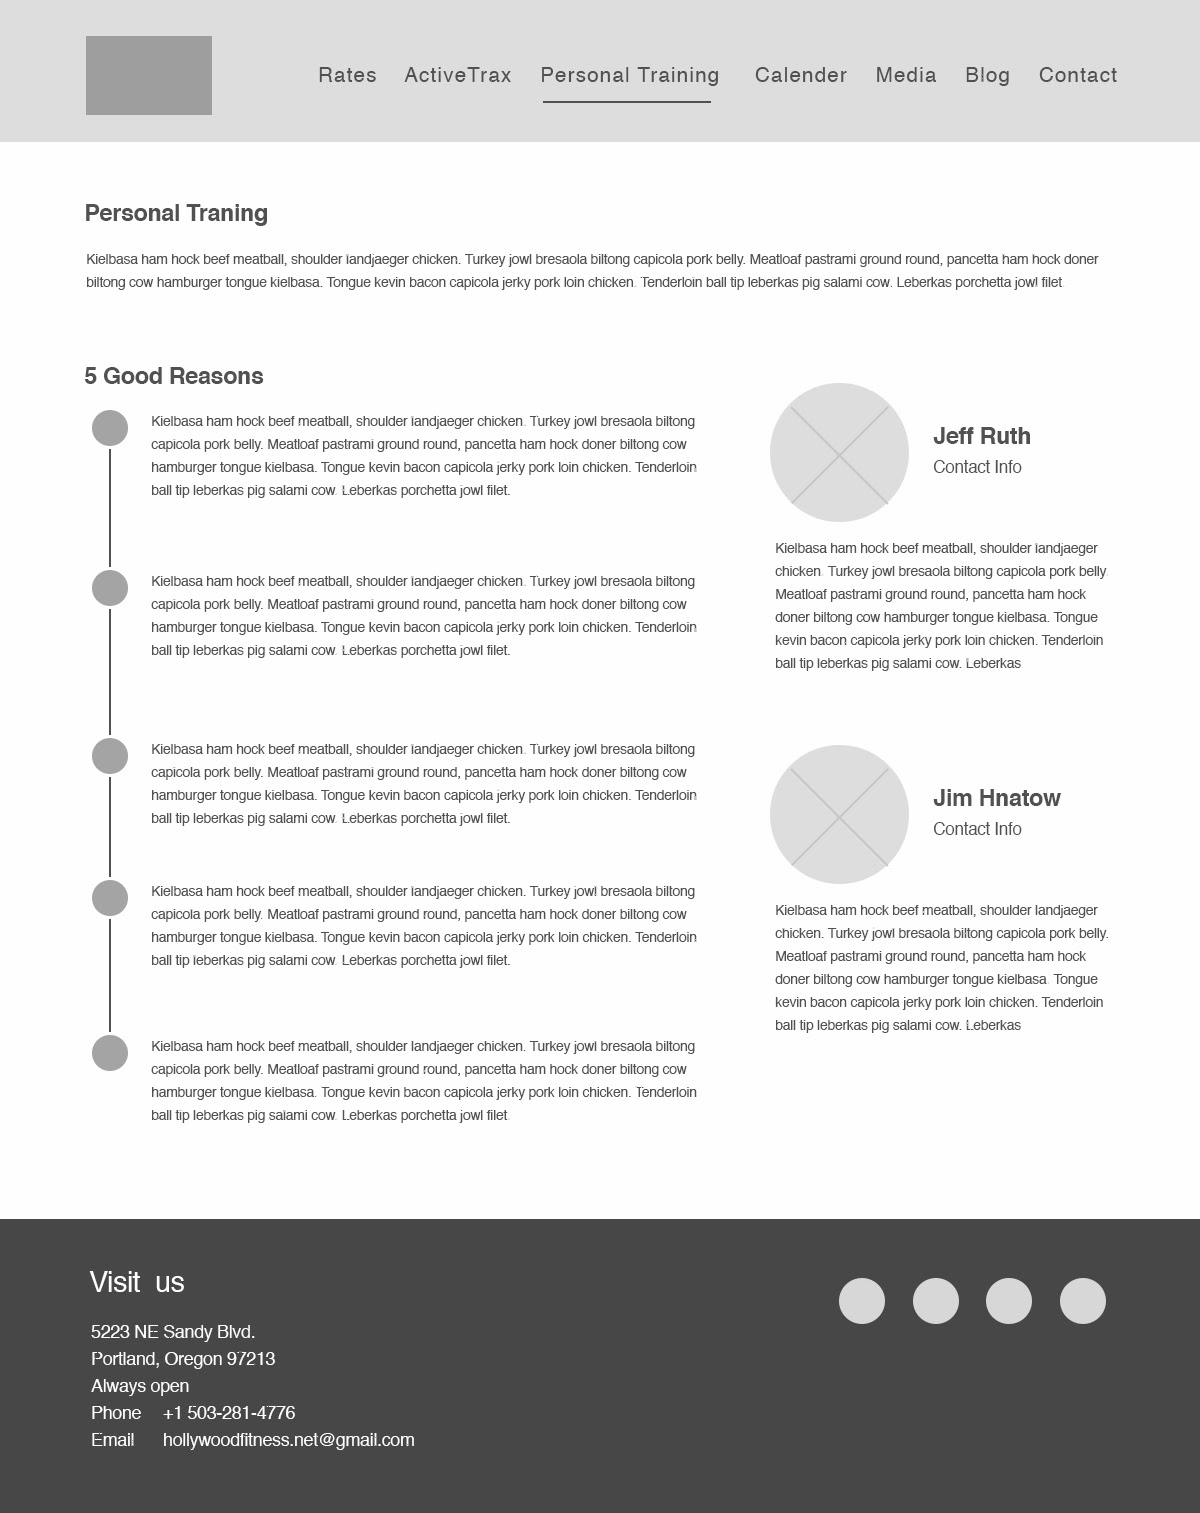 Rates ActiveTrax Personal Training Calender Media Blog Contact
Personal Traning
Kielbasa ham hock beef meatball, shoulder landjaeger chicken. Turkey jowl bresaola biltong capicola pork belly. Meatloaf pastrami ground round, pancetta ham hock doner
biltong cow hamburger tongue kielbasa. Tongue kevin bacon capicola jerky pork loin chicken. Tenderloin ball tip leberkas pig salami cow. Leberkas porchetta jowl filet.
5 Good Reasons
Kielbasa ham hock beef meatball, shoulder landjaeger chicken. Turkey jowl bresaola biltong
capicola pork belly. Meatloaf pastrami ground round, pancetta ham hock doner biltong cow
hamburger tongue kielbasa. Tongue kevin bacon capicola jerky pork loin chicken. Tenderloin
ball tip leberkas pig salami cow. Leberkas porchetta jowl filet.
Kielbasa ham hock beef meatball, shoulder landjaeger chicken. Turkey jowl bresaola biltong
capicola pork belly. Meatloaf pastrami ground round, pancetta ham hock doner biltong cow
hamburger tongue kielbasa. Tongue kevin bacon capicola jerky pork loin chicken. Tenderloin
ball tip leberkas pig salami cow. Leberkas porchetta jowl filet.
Kielbasa ham hock beef meatball, shoulder landjaeger chicken. Turkey jowl bresaola biltong
capicola pork belly. Meatloaf pastrami ground round, pancetta ham hock doner biltong cow
hamburger tongue kielbasa. Tongue kevin bacon capicola jerky pork loin chicken. Tenderloin
ball tip leberkas pig salami cow. Leberkas porchetta jowl filet.
Kielbasa ham hock beef meatball, shoulder landjaeger chicken. Turkey jowl bresaola biltong
capicola pork belly. Meatloaf pastrami ground round, pancetta ham hock doner biltong cow
hamburger tongue kielbasa. Tongue kevin bacon capicola jerky pork loin chicken. Tenderloin
ball tip leberkas pig salami cow. Leberkas porchetta jowl filet.
Kielbasa ham hock beef meatball, shoulder landjaeger chicken. Turkey jowl bresaola biltong
capicola pork belly. Meatloaf pastrami ground round, pancetta ham hock doner biltong cow
hamburger tongue kielbasa. Tongue kevin bacon capicola jerky pork loin chicken. Tenderloin
ball tip leberkas pig salami cow. Leberkas porchetta jowl filet.
Jeff Ruth
Contact Info
Kielbasa ham hock beef meatball, shoulder landjaeger
chicken. Turkey jowl bresaola biltong capicola pork belly.
Meatloaf pastrami ground round, pancetta ham hock
doner biltong cow hamburger tongue kielbasa. Tongue
kevin bacon capicola jerky pork loin chicken. Tenderloin
ball tip leberkas pig salami cow. Leberkas
Jim Hnatow
Contact Info
Kielbasa ham hock beef meatball, shoulder landjaeger
chicken. Turkey jowl bresaola biltong capicola pork belly.
Meatloaf pastrami ground round, pancetta ham hock
doner biltong cow hamburger tongue kielbasa. Tongue
kevin bacon capicola jerky pork loin chicken. Tenderloin
ball tip leberkas pig salami cow. Leberkas
Visit us
5223 NE Sandy Blvd.
Portland, Oregon 97213
Always open
Phone +1 503-281-4776
Email hollywoodfitness.net@gmail.com